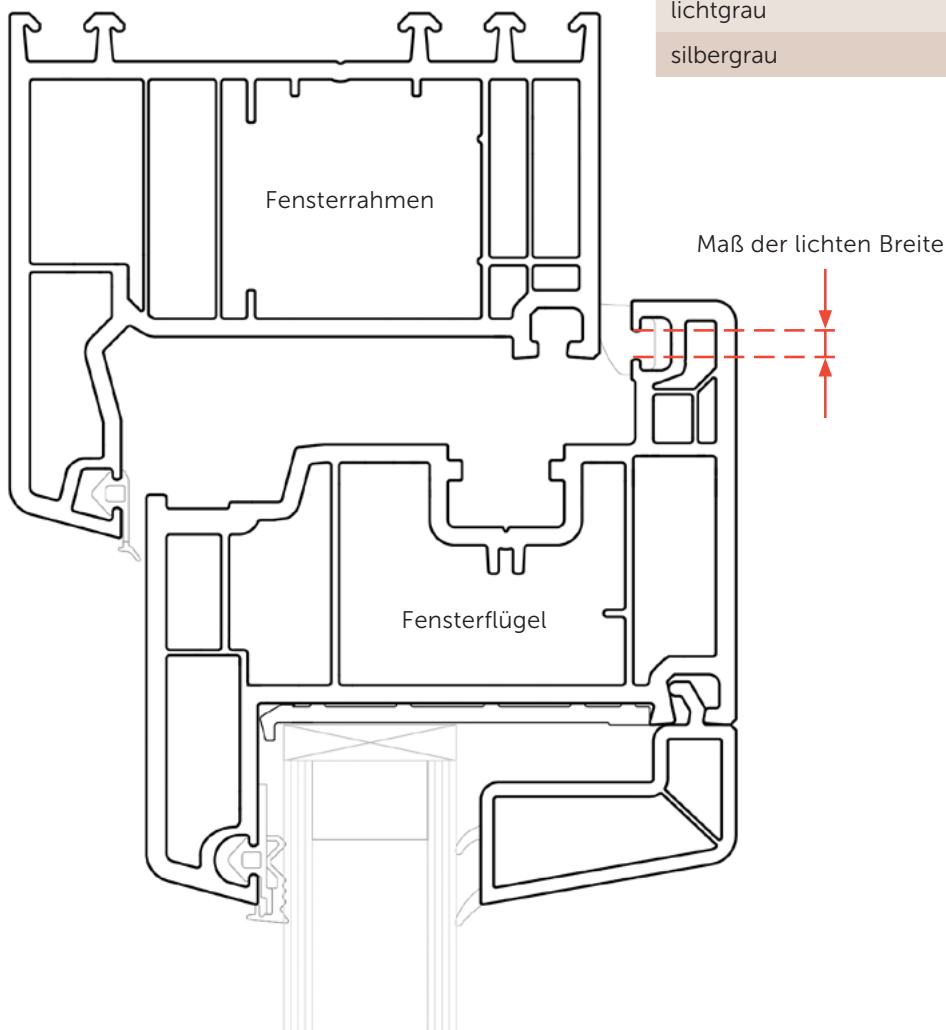 lichtgrau
silbergrau
Fensterrahmen
Maß der lichten Breite
Fensterflügel